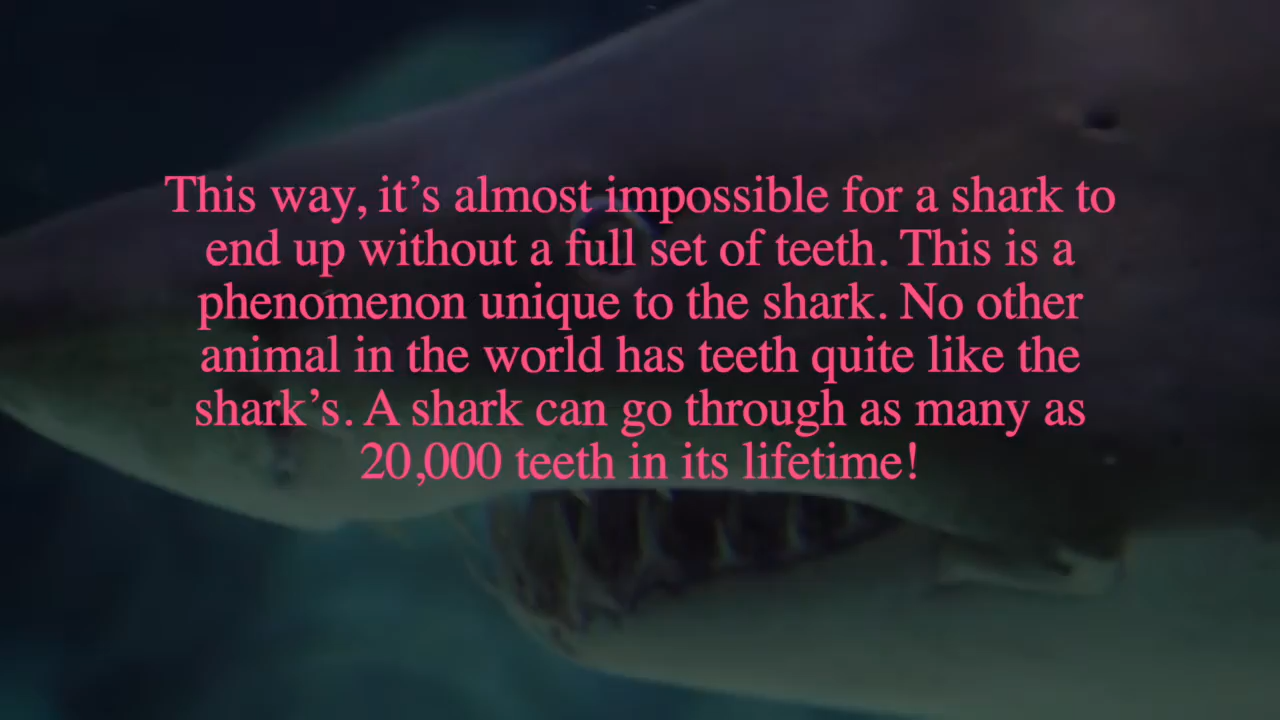 This way, it’s almost impossible for a shark to
end up without a full set of teeth. This is a
phenomenon unique to the shark. No other
animal in the world has teeth quite like the
shark’s. A shark can go through as many as
20,000 teeth in its lifetime!